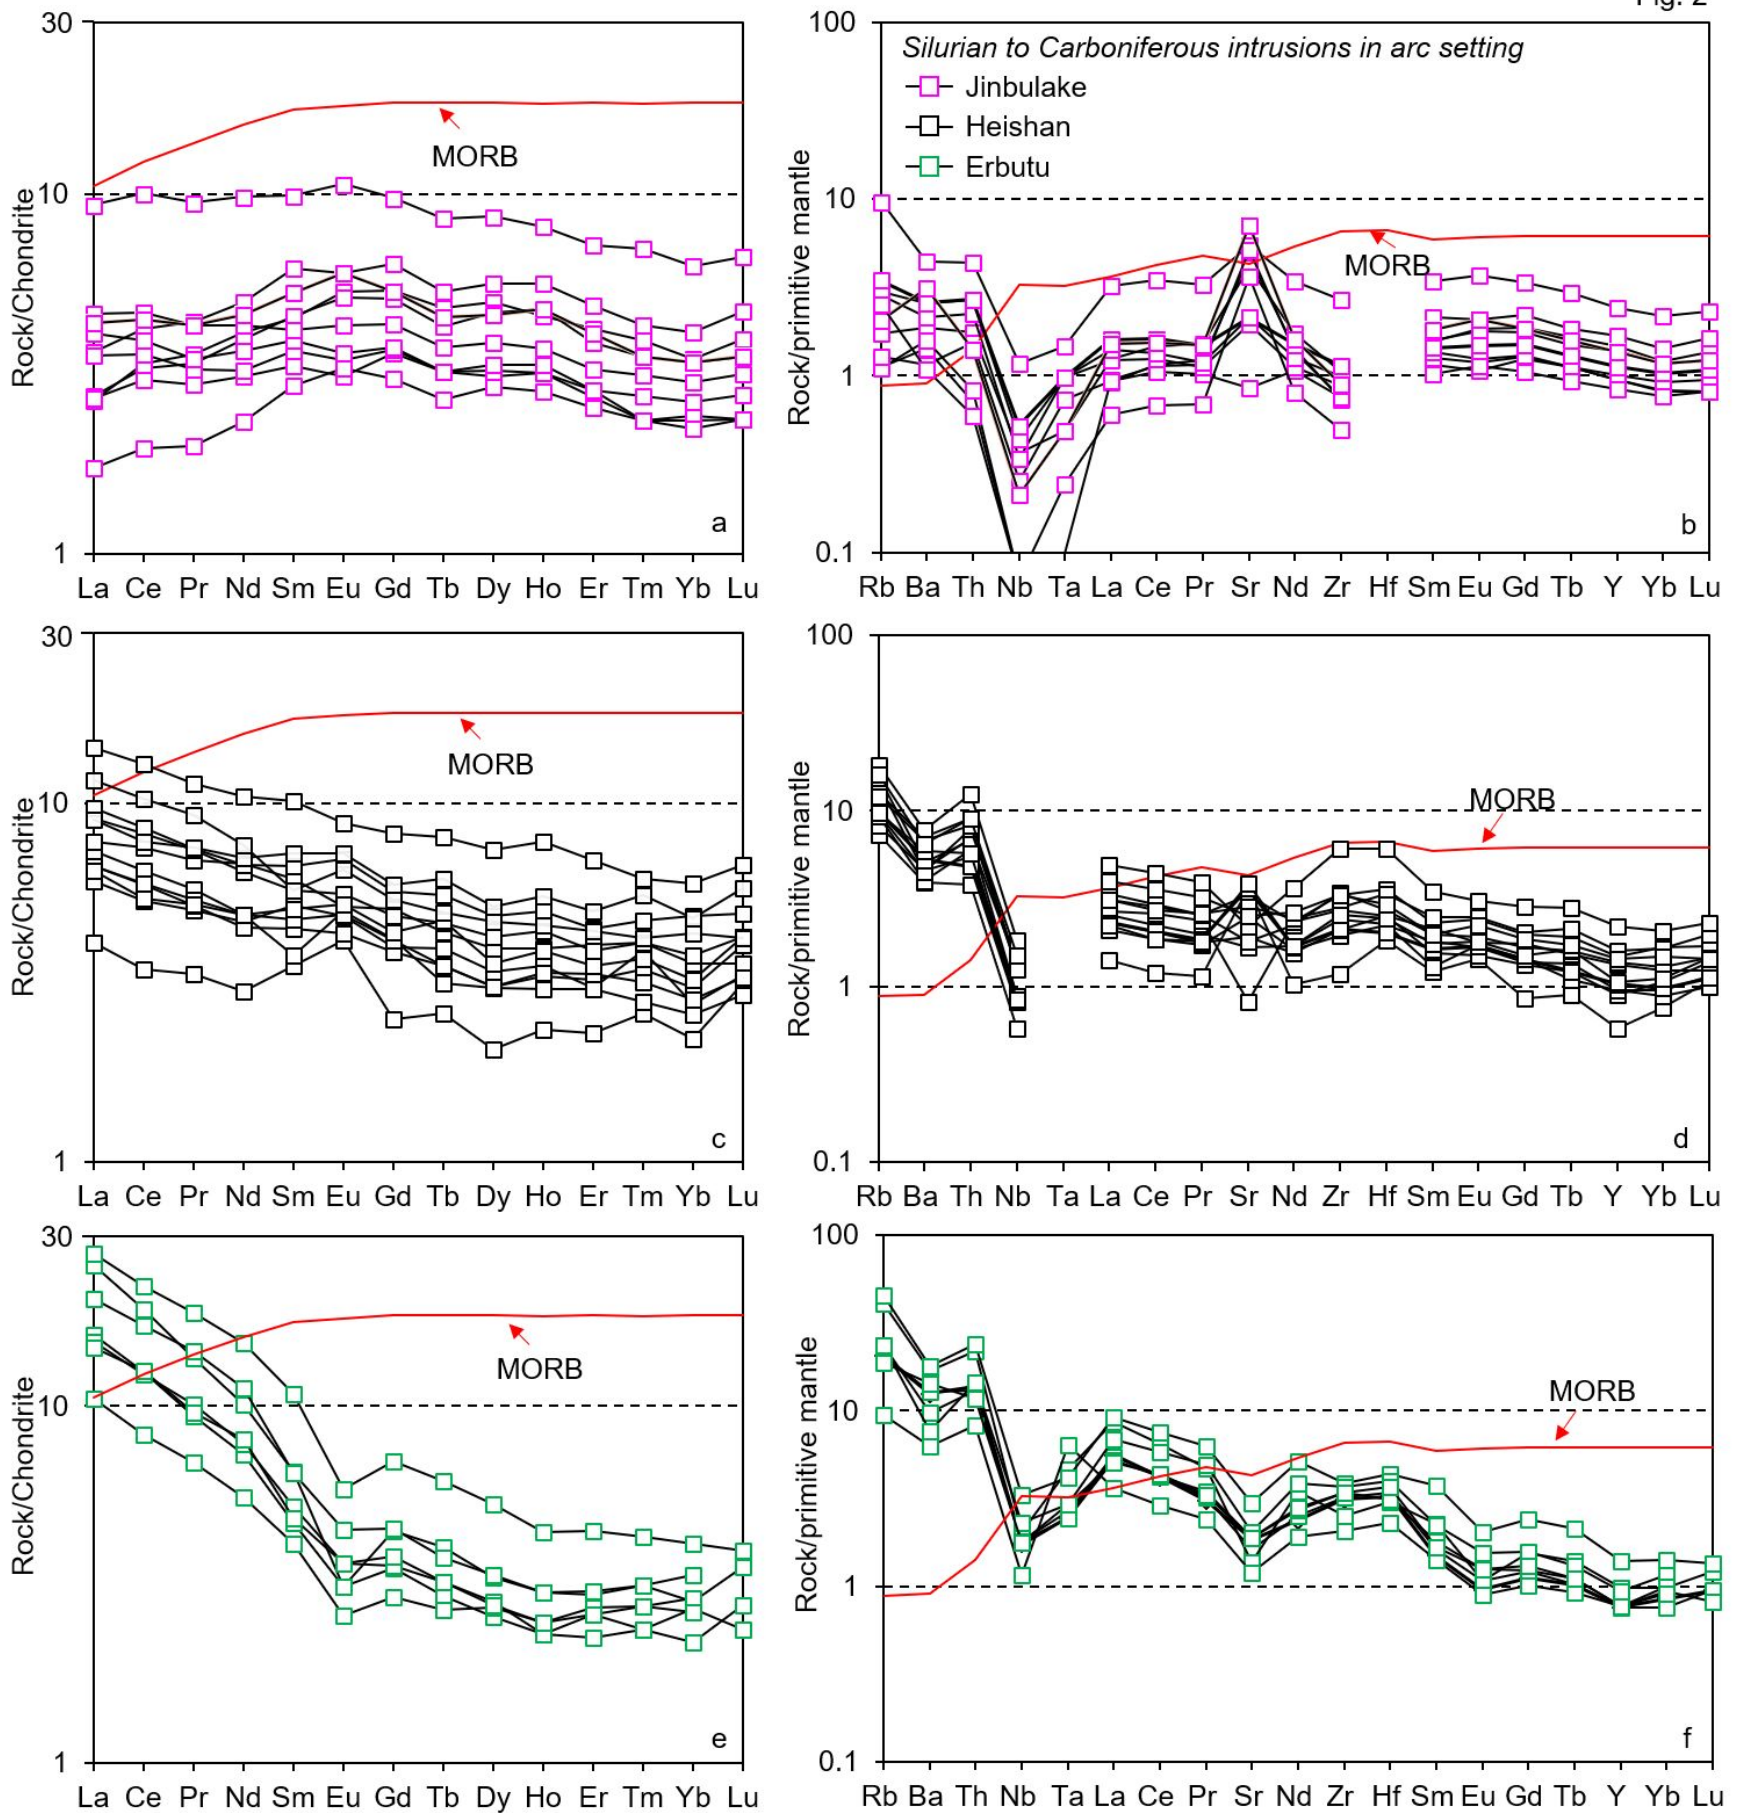 Fig. 2
30
10
1
Rock/Chondrite
MORB
a
La Ce Pr Nd Sm Eu Gd Tb Dy Ho Er Tm Yb Lu
100
10
1
0.1
Rock/primitive mantle
Silurian to Carboniferous intrusions in arc setting
Jinbulake
Heishan
Erbutu
MORB
b
Rb Ba Th Nb Ta La Ce Pr Sr Nd Zr Hf Sm Eu Gd Tb Y Yb Lu
30
10
1
Rock/Chondrite
MORB
c
La Ce Pr Nd Sm Eu Gd Tb Dy Ho Er Tm Yb Lu
100
10
1
0.1
Rock/primitive mantle
MORB
d
Rb Ba Th Nb Ta La Ce Pr Sr Nd Zr Hf Sm Eu Gd Tb Y Yb Lu
30
10
1
Rock/Chondrite
MORB
e
La Ce Pr Nd Sm Eu Gd Tb Dy Ho Er Tm Yb Lu
100
10
1
0.1
Rock/primitive mantle
MORB
f
Rb Ba Th Nb Ta La Ce Pr Sr Nd Zr Hf Sm Eu Gd Tb Y Yb Lu